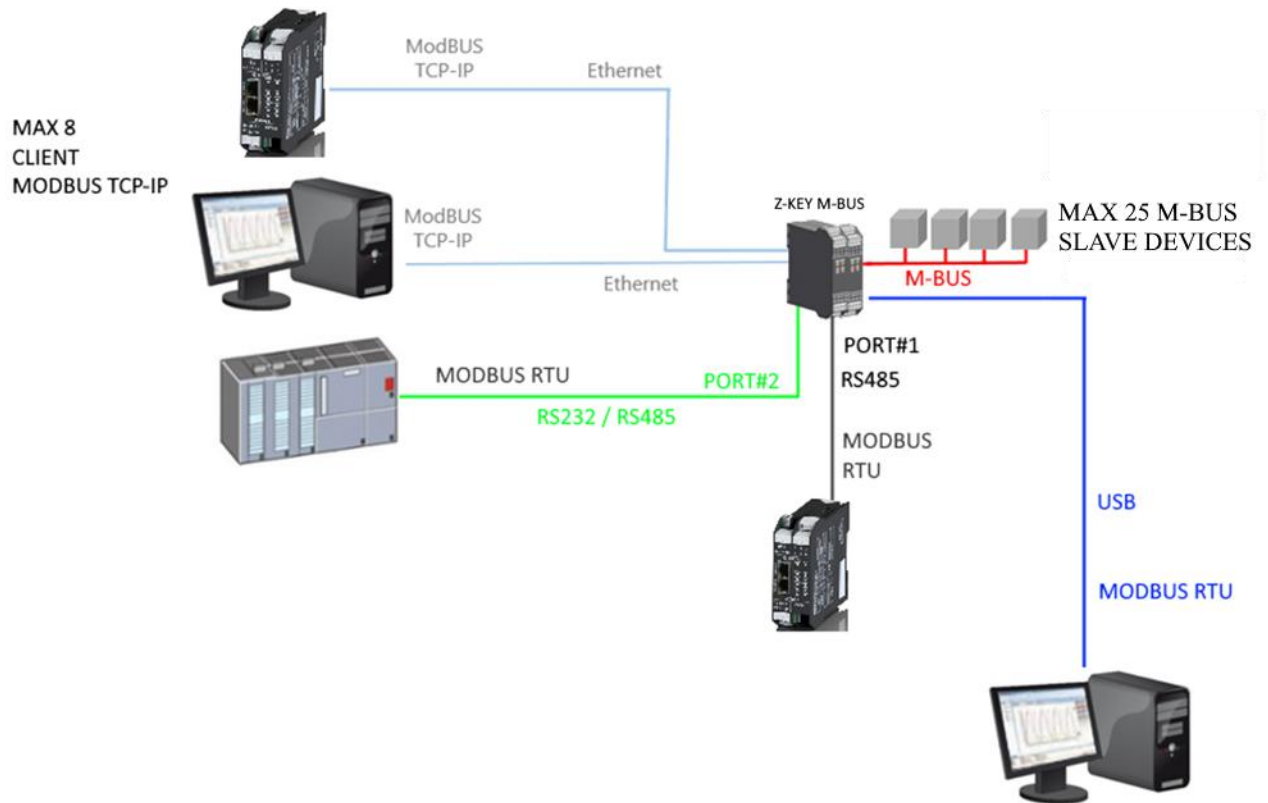 ModBUS
TCP-IP
Ethernet
MAX 8
CLIENT
MODBUS TCP-IP
ModBUS
TCP-IP
Ethernet
Z-KEY M-BUS
MAX 25 M-BUS
SLAVE DEVICES
M-BUS
PORT#1
RS485
MODBUS RTU
PORT#2
RS232 / RS485
MODBUS
RTU
USB
MODBUS RTU